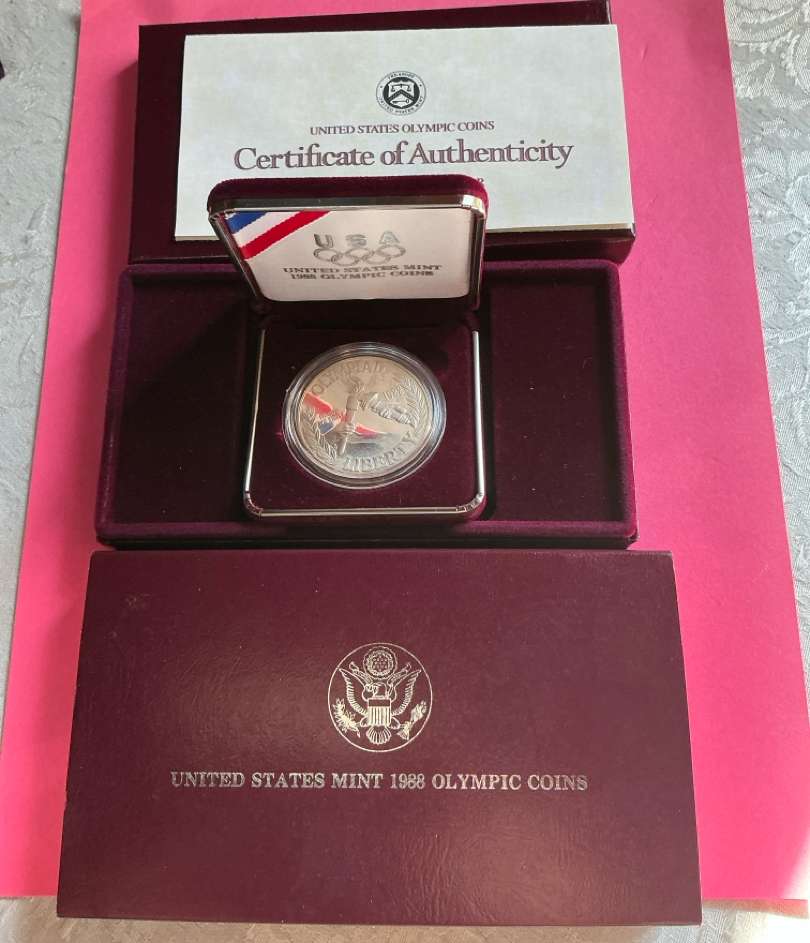 UNITED STATES OLYMPIC COINS
Certificate of Authenticity
USA
UNITED STATES MINT
1988 OLYMPIC COINS
OLYMPIAD
LIBERTY
UNITED STATES MINT 1988 OLYMPIC COINS